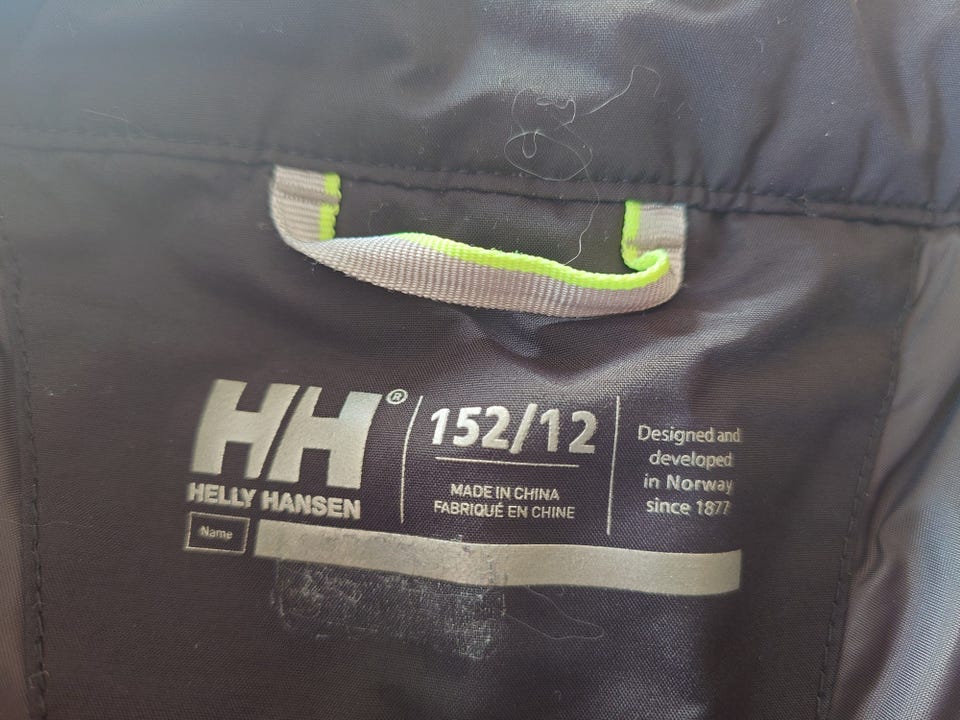 HH®
HELLY HANSEN
152/12
MADE IN CHINA
FABRIQUÉ EN CHINE
Designed and
developed
in Norway
since 1877
Name